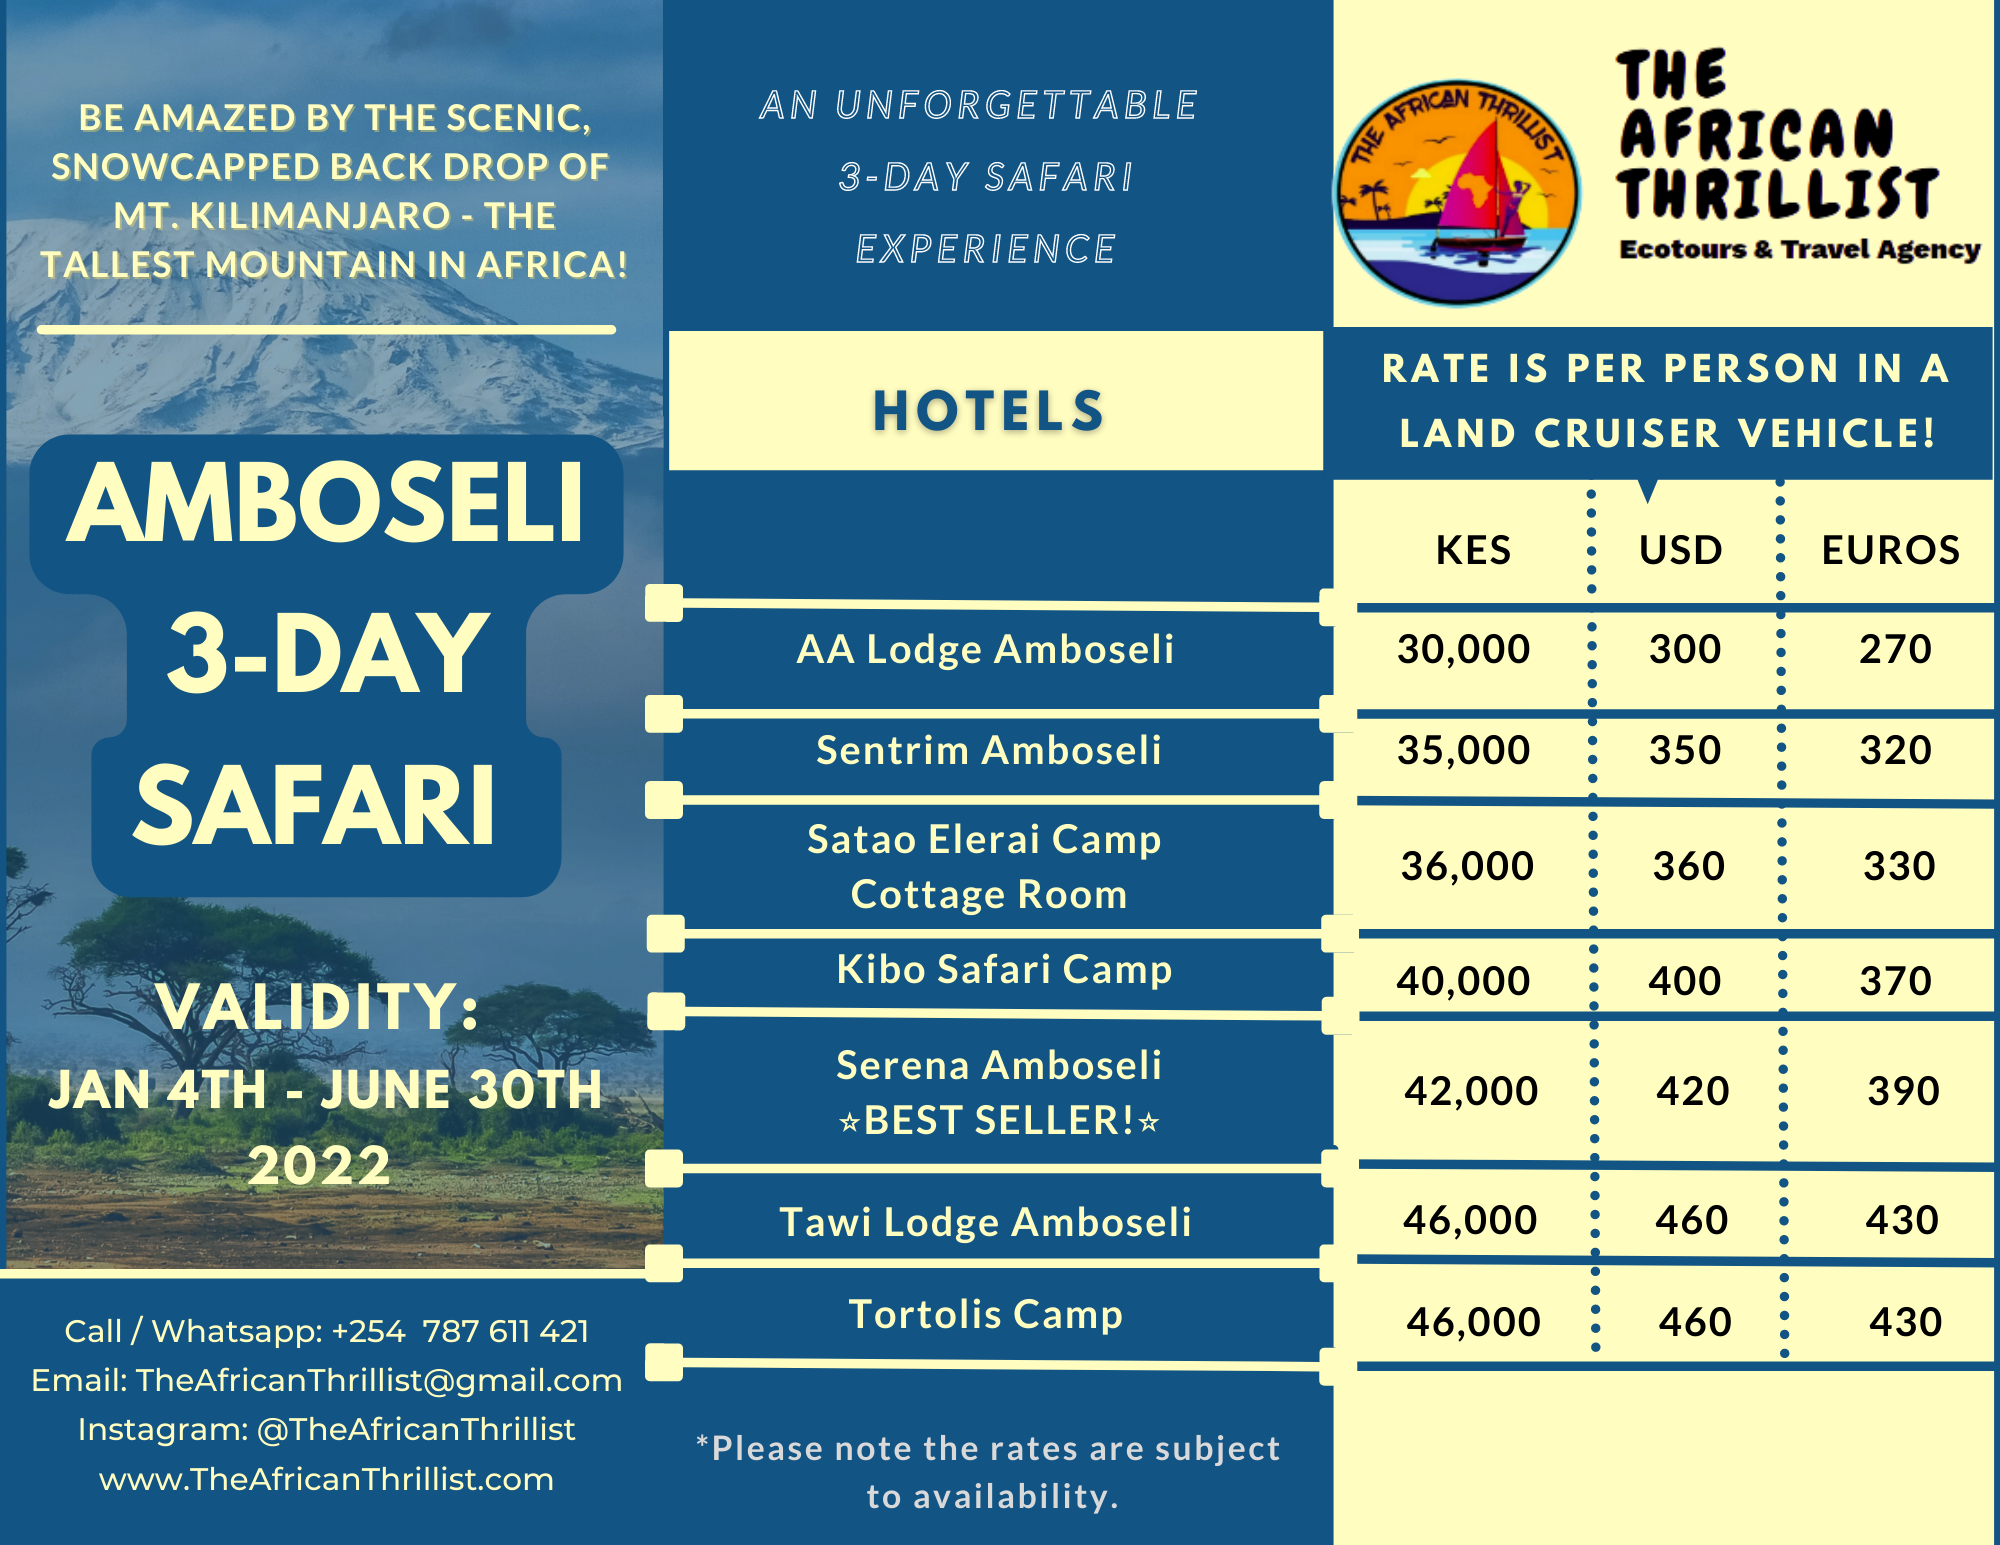 BE AMAZED BY THE SCENIC,
SNOWCAPPED BACK DROP OF
MT. KILIMANJARO - THE
TALLEST MOUNTAIN IN AFRICA!
AMBOSELI
3-DAY
SAFARI
VALIDITY:
JAN 4TH - JUNE 30TH
2022
Call / Whatsapp: +254 787 611 421
Email: TheAfricanThrillist@gmail.com
Instagram: @TheAfricanThrillist
www.TheAfricanThrillist.com
AN UNFORGETTABLE
3-DAY SAFARI
EXPERIENCE
THE AFRICAN THRILLIST
THE
AFRICAN
THRILLIST
Ecotours & Travel Agency
HOTELS
RATE IS PER PERSON IN A
LAND CRUISER VEHICLE!
KES USD EUROS
AA Lodge Amboseli 30,000 300 270
Sentrim Amboseli 35,000 350 320
Satao Elerai Camp
Cottage Room 36,000 360 330
Kibo Safari Camp 40,000 400 370
Serena Amboseli
☆BEST SELLER!☆ 42,000 420 390
Tawi Lodge Amboseli 46,000 460 430
Tortolis Camp 46,000 460 430
*Please note the rates are subject
to availability.